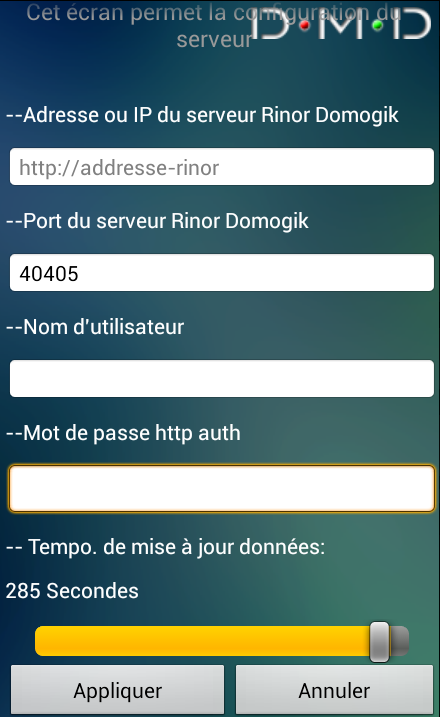 Cet écran permet la configuration du
serveur
D M D
--Adresse ou IP du serveur Rinor Domogik
http://addresse-rinor
--Port du serveur Rinor Domogik
40405
--Nom d'utilisateur
--Mot de passe http auth
-- Tempo. de mise à jour données:
285 Secondes
Appliquer
Annuler